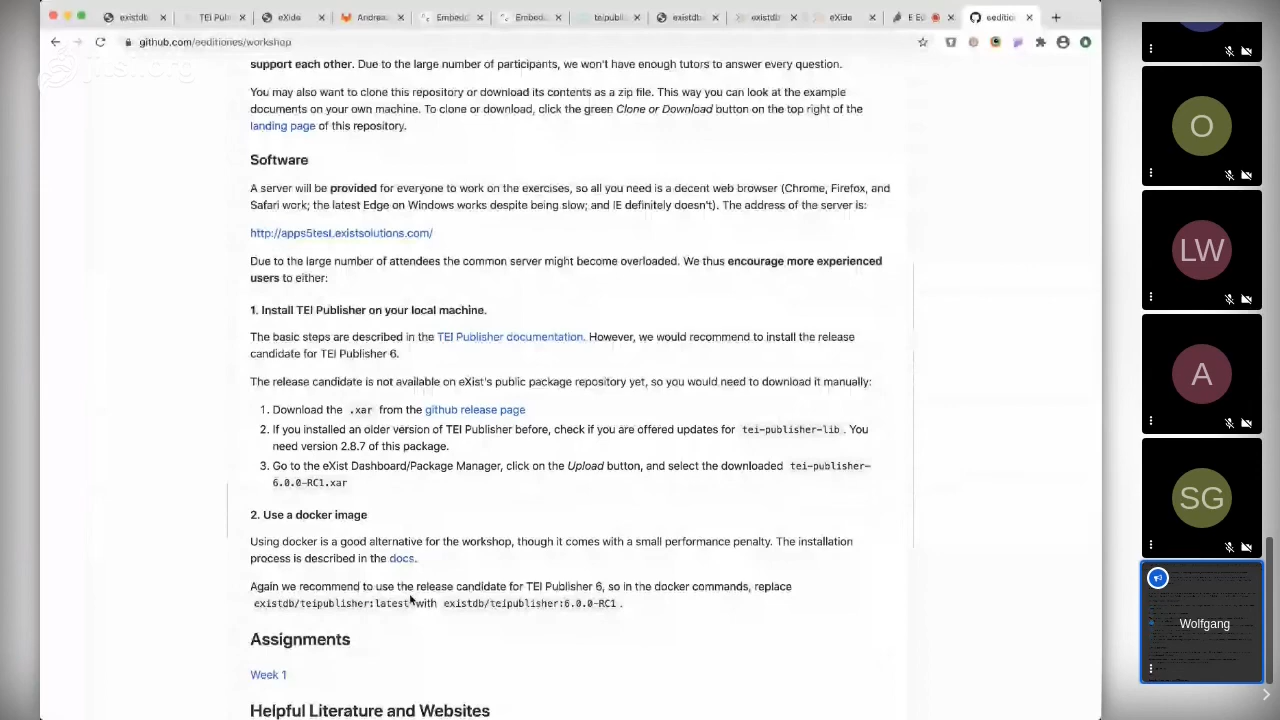 existdb
TEI Pul
eXide
Andrea
Embed
Embed
teipubli
existdb
existdl
eXide
E ED
eeditio
github.com/eeditiones/workshop
jitsi.org
support each other. Due to the large number of participants, we won't have enough tutors to answer every question.
You may also want to clone this repository or download its contents as a zip file. This way you can look at the example
documents on your own machine. To clone or download, click the green Clone or Download button on the top right of the
landing page of this repository.
Software
A server will be provided for everyone to work on the exercises, so all you need is a decent web browser (Chrome, Firefox, and
Safari work; the latest Edge on Windows works despite being slow; and IE definitely doesn't). The address of the server is:
http://apps5test.existsolutions.com/
Due to the large number of attendees the common server might become overloaded. We thus encourage more experienced
users to either:
1. Install TEI Publisher on your local machine.
The basic steps are described in the TEI Publisher documentation. However, we would recommend to install the release
candidate for TEI Publisher 6.
The release candidate is not available on eXist's public package repository yet, so you would need to download it manually:
1. Download the .xar from the github release page
2. If you installed an older version of TEI Publisher before, check if you are offered updates for tei-publisher-lib. You
need version 2.8.7 of this package.
3. Go to the eXist Dashboard/Package Manager, click on the Upload button, and select the downloaded tei-publisher-
6.0.0-RC1.xar
2. Use a docker image
Using docker is a good alternative for the workshop, though it comes with a small performance penalty. The installation
process is described in the docs.
Again we recommend to use the release candidate for TEI Publisher 6, so in the docker commands, replace
existdb/teipublisher:latest with existdb/teipublisher:6.0.0-RC1.
Assignments
Week 1
Helpful Literature and Websites
O
LW
A
SG
Wolfgang